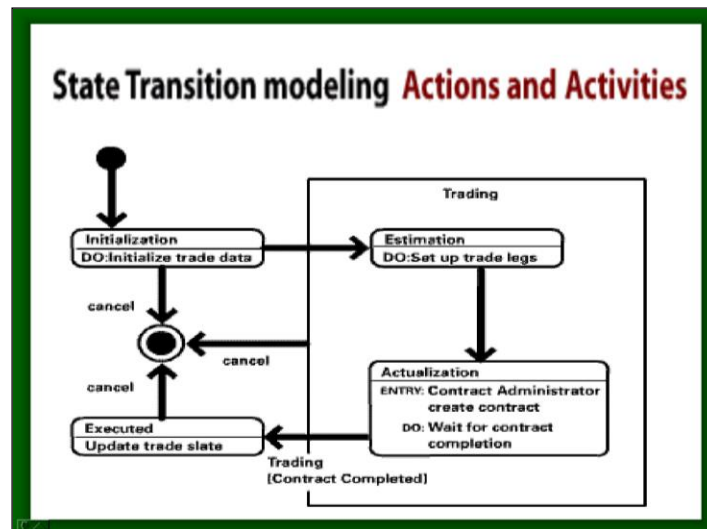 State Transition modeling Actions and Activities
Trading
Initialization
DO:Initialize trade data
Estimation
DO:Set up trade legs
cancel
cancel
cancel
Actualization
ENTRY: Contract Administrator
create contract
DO: Wait for contract
completion
Executed
Update trade slate
Trading
[Contract Completed]